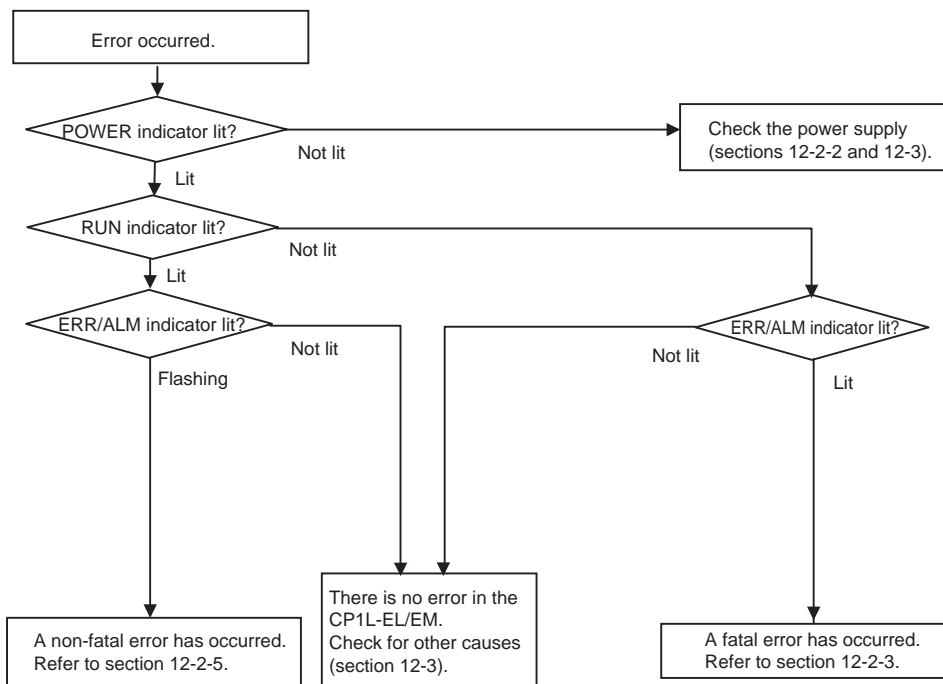 Error occurred.
POWER indicator lit?
Not lit
Check the power supply
(sections 12-2-2 and 12-3).
Lit
RUN indicator lit?
Not lit
Lit
ERR/ALM indicator lit?
Not lit
Flashing
ERR/ALM indicator lit?
Not lit
Lit
A non-fatal error has occurred.
Refer to section 12-2-5.
There is no error in the
CP1L-EL/EM.
Check for other causes
(section 12-3).
A fatal error has occurred.
Refer to section 12-2-3.